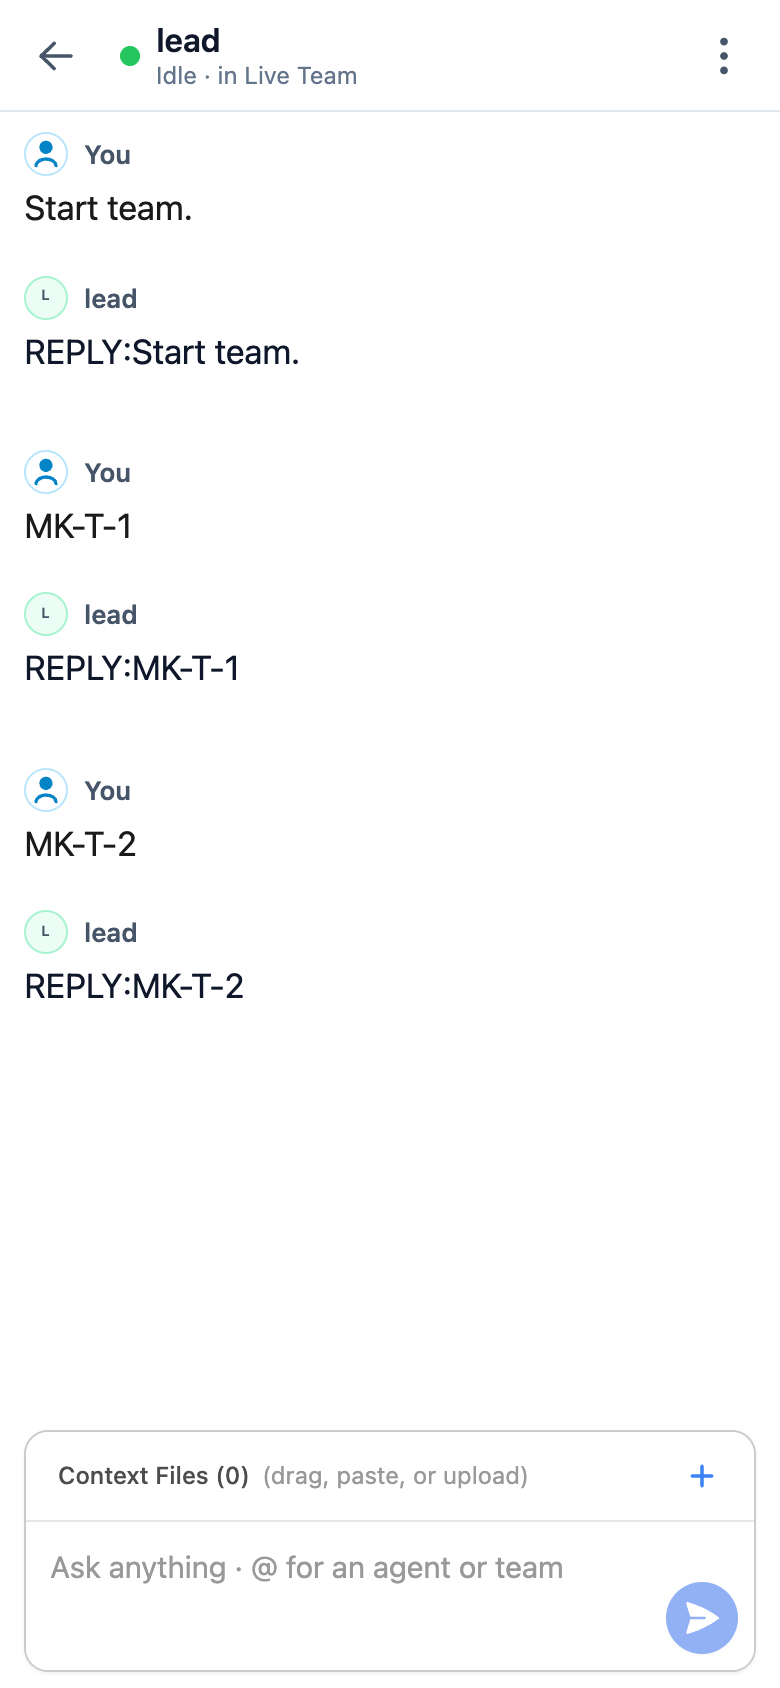 lead
Idle · in Live Team
You
Start team.
L
lead
REPLY:Start team.
You
MK-T-1
L
lead
REPLY:MK-T-1
You
MK-T-2
L
lead
REPLY:MK-T-2
Context Files (0) (drag, paste, or upload)
Ask anything · @ for an agent or team